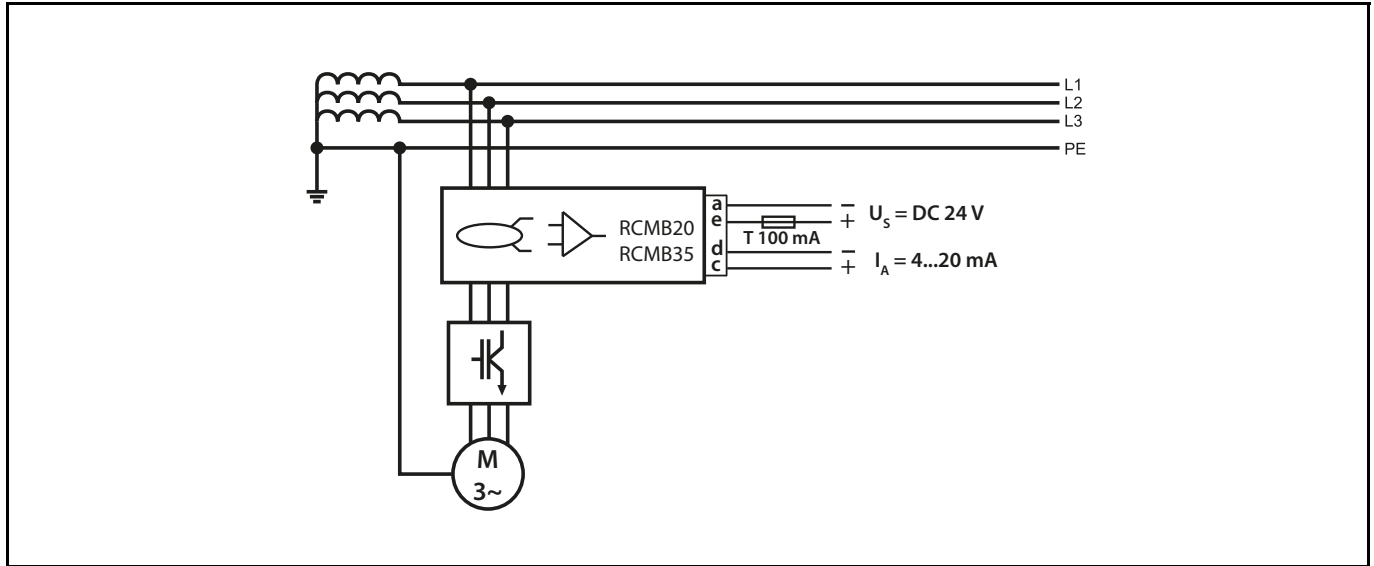 L1
L2
L3
PE
RCMB20
RCMB35
a
e
d
c
− U_S = DC 24 V
+
T 100 mA
− I_A = 4...20 mA
+
M
3~